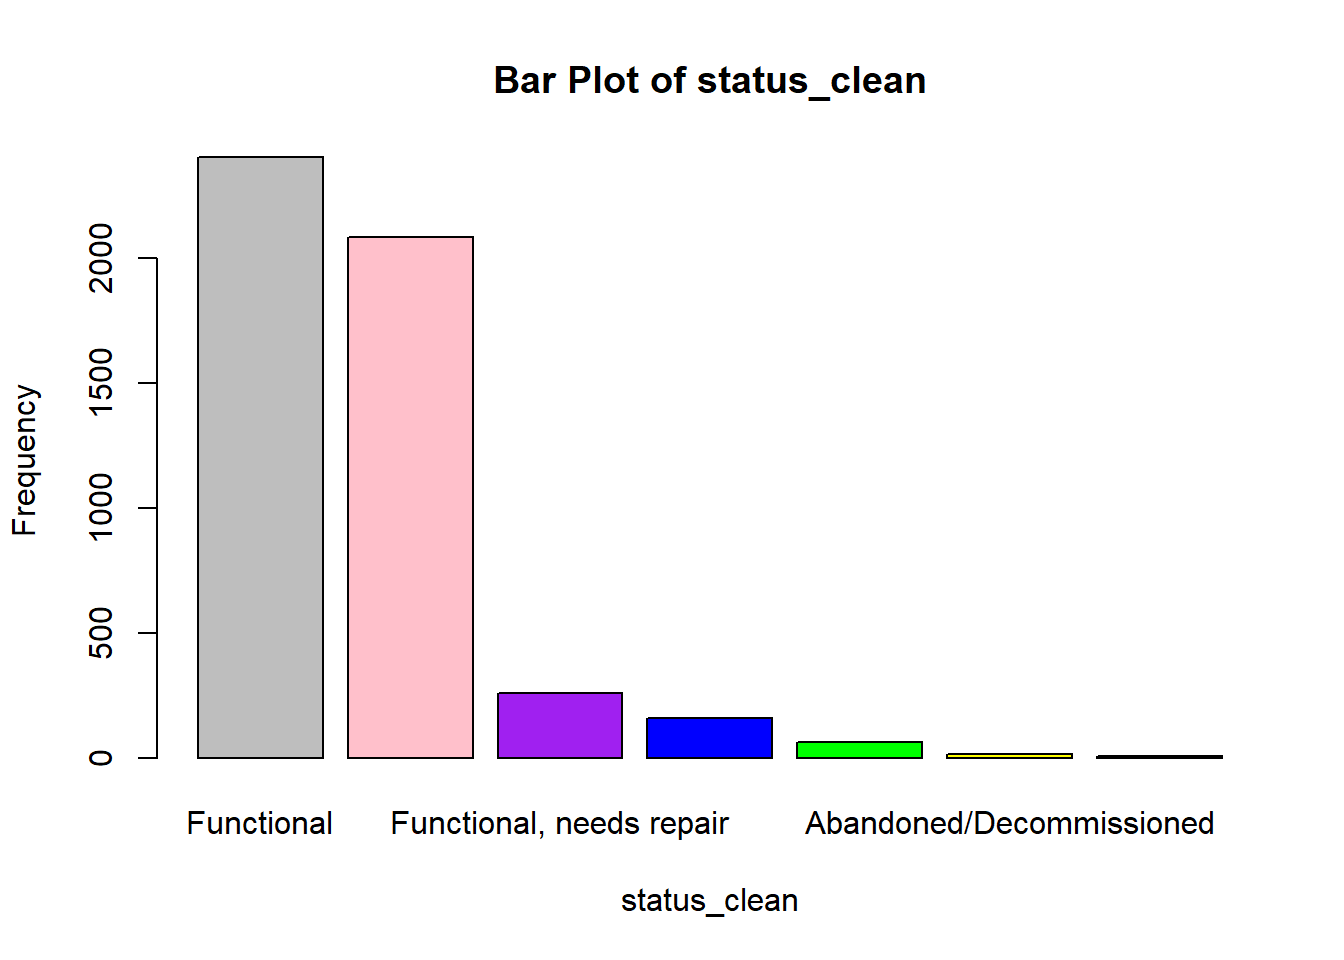 Bar Plot of status_clean
Frequency
2000
1500
1000
500
0
Functional
Functional, needs repair
Abandoned/Decommissioned
status_clean